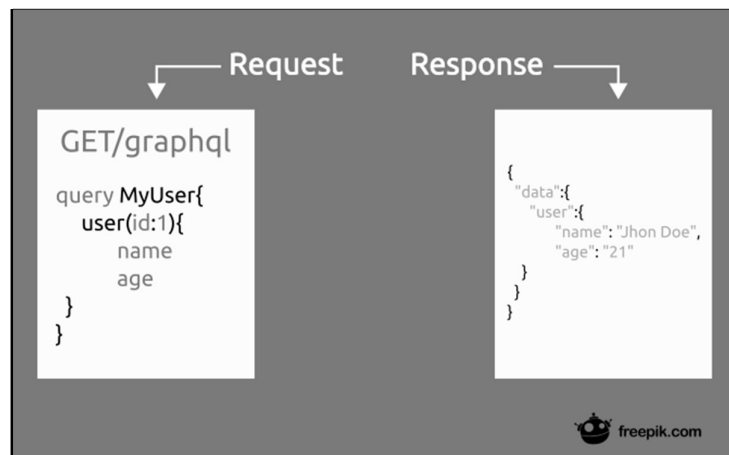 Request
Response
GET/graphql
query MyUser{
user(id:1){
name
age
}
}
{
"data":{
"user":{
"name": "Jhon Doe",
"age": "21"
}
}
}
freepik.com